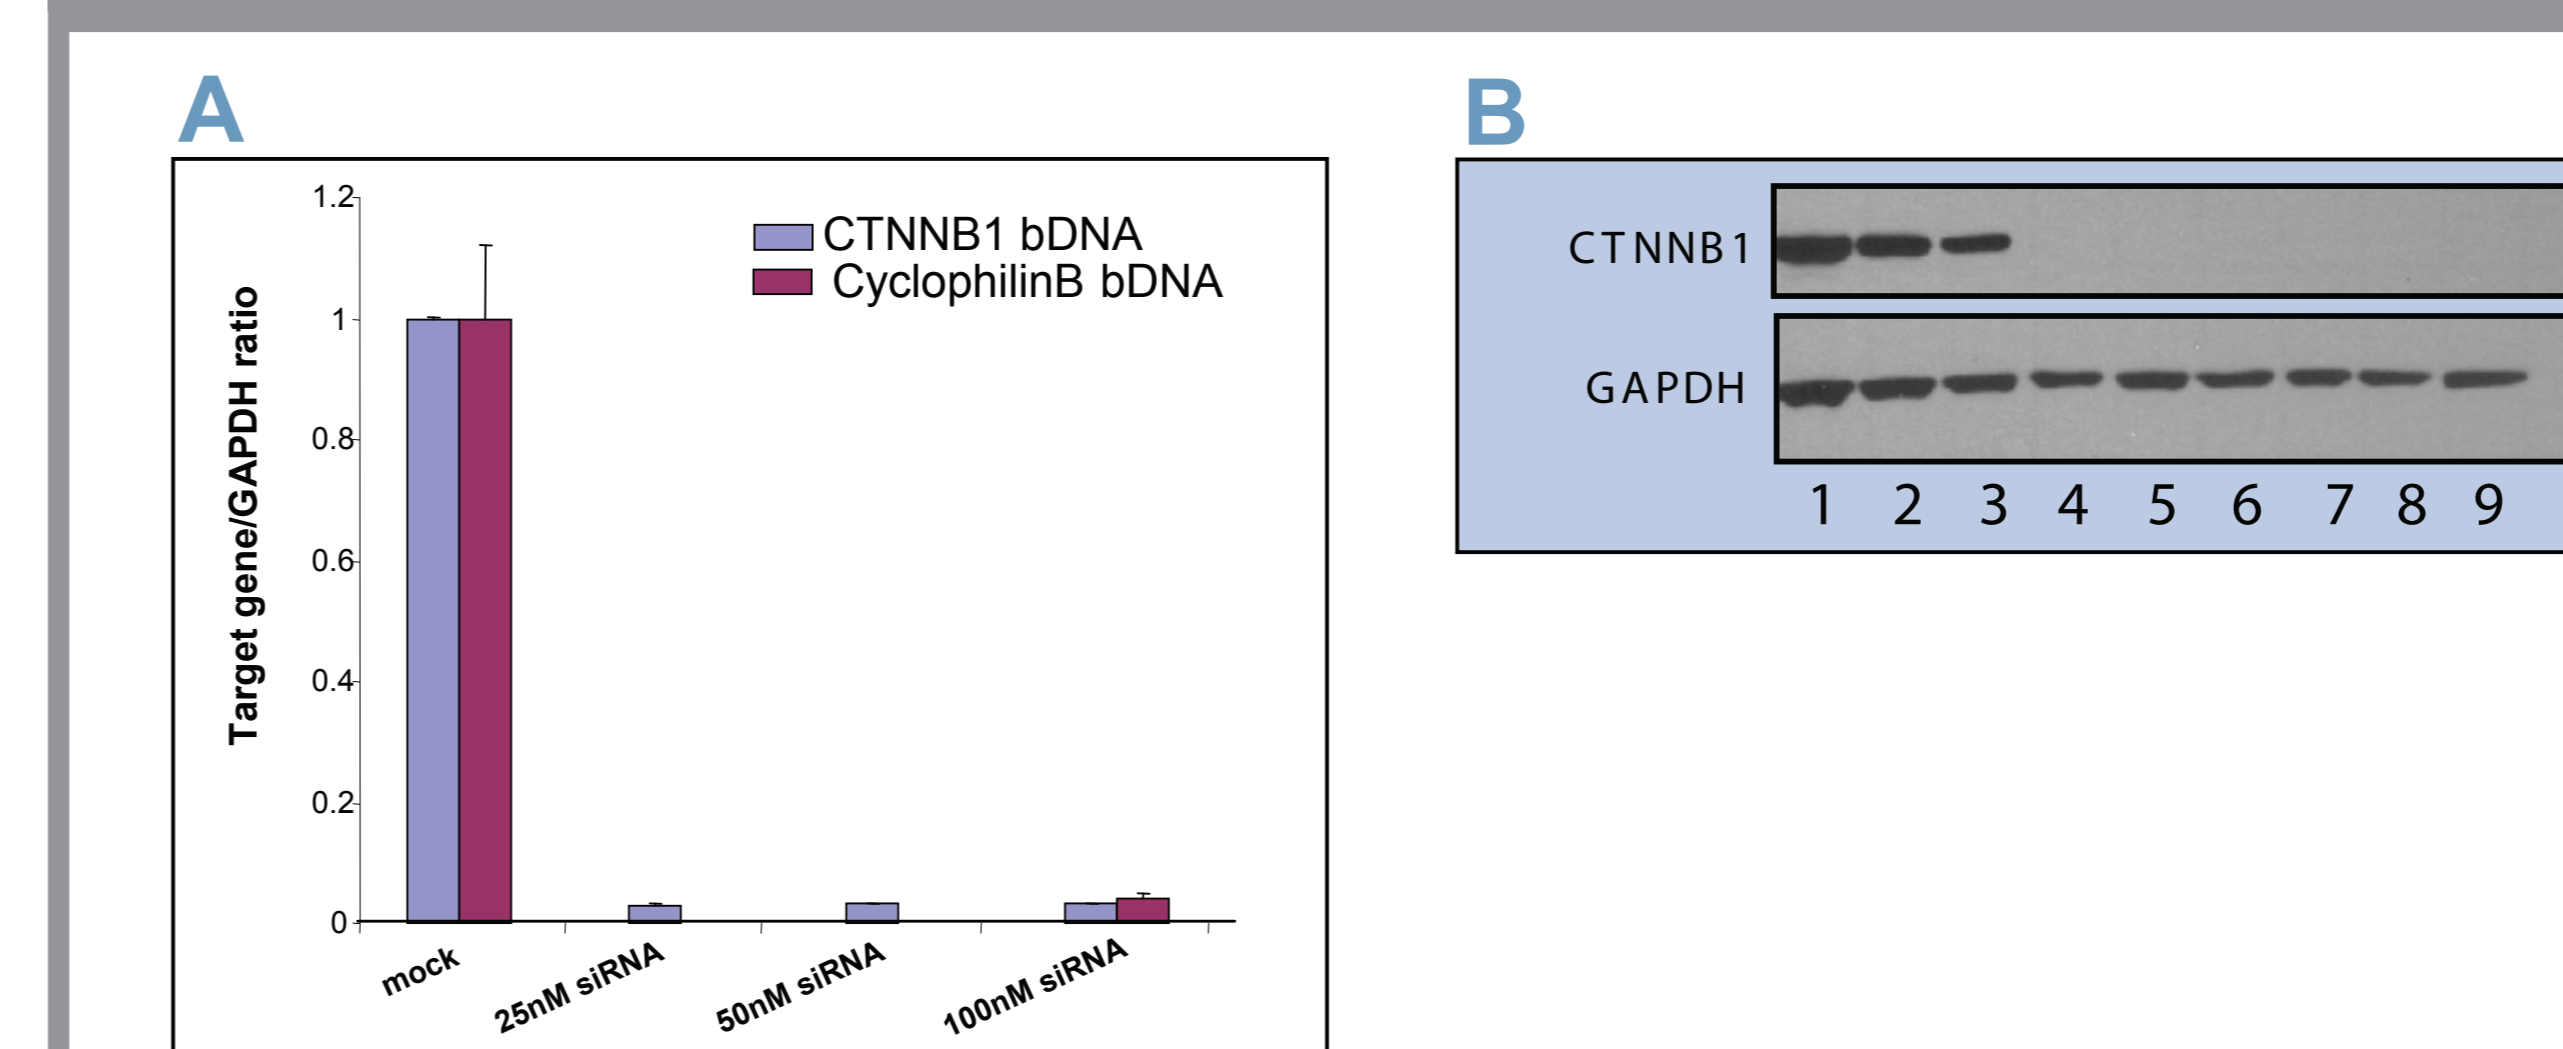 A
B
1.2
1
0.8
0.6
0.4
0.2
0
Target gene/GAPDH ratio
CTNNB1 bDNA
CyclophilinB bDNA
mock
25nM siRNA
50nM siRNA
100nM siRNA
CTNNB1
GAPDH
1 2 3 4 5 6 7 8 9